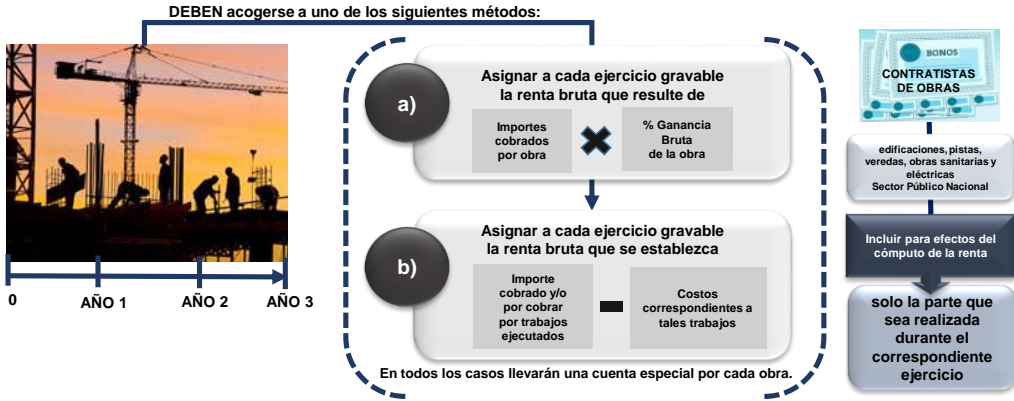 DEBEN acogerse a uno de los siguientes métodos:
0
AÑO 1
AÑO 2
AÑO 3
a)
Asignar a cada ejercicio gravable
la renta bruta que resulte de
Importes
cobrados
por obra
% Ganancia
Bruta
de la obra
b)
Asignar a cada ejercicio gravable
la renta bruta que se establezca
Importe
cobrado y/o
por cobrar
por trabajos
ejecutados
Costos
correspondientes a
tales trabajos
En todos los casos llevarán una cuenta especial por cada obra.
BONOS
CONTRATISTAS
DE OBRAS
edificaciones, pistas,
veredas, obras sanitarias y
eléctricas
Sector Público Nacional
Incluir para efectos del
cómputo de la renta
solo la parte que
sea realizada
durante el
correspondiente
ejercicio